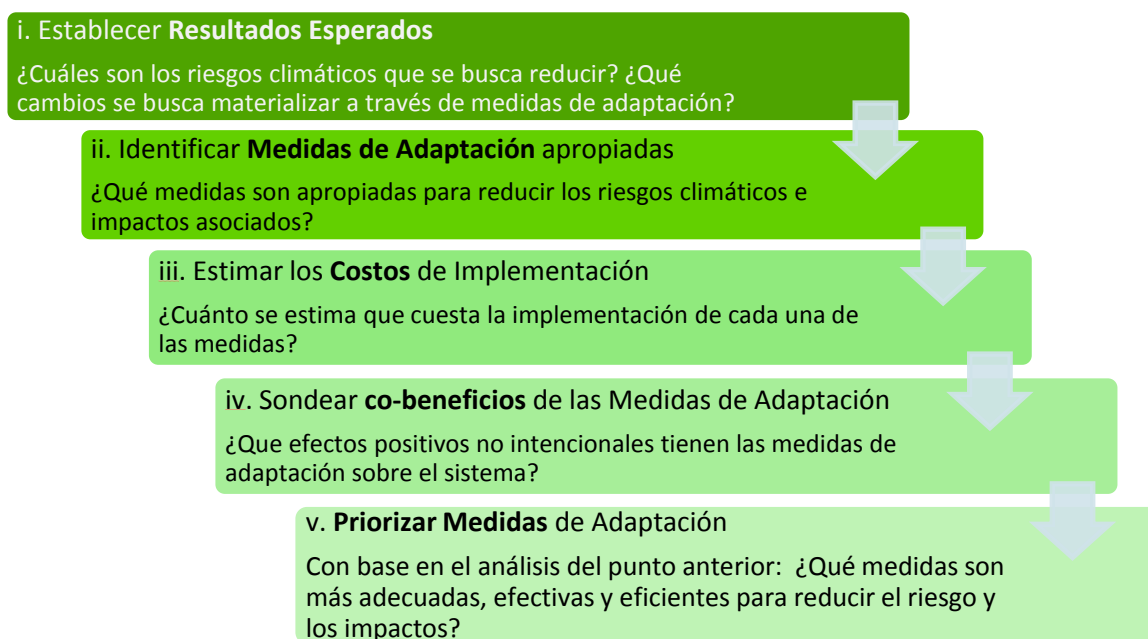 i. Establecer Resultados Esperados
¿Cuáles son los riesgos climáticos que se busca reducir? ¿Qué
cambios se busca materializar a través de medidas de adaptación?
ii. Identificar Medidas de Adaptación apropiadas
¿Qué medidas son apropiadas para reducir los riesgos climáticos e
impactos asociados?
iii. Estimar los Costos de Implementación
¿Cuánto se estima que cuesta la implementación de cada una de
las medidas?
iv. Sondear co-beneficios de las Medidas de Adaptación
¿Que efectos positivos no intencionales tienen las medidas de
adaptación sobre el sistema?
v. Priorizar Medidas de Adaptación
Con base en el análisis del punto anterior: ¿Qué medidas son
más adecuadas, efectivas y eficientes para reducir el riesgo y
los impactos?